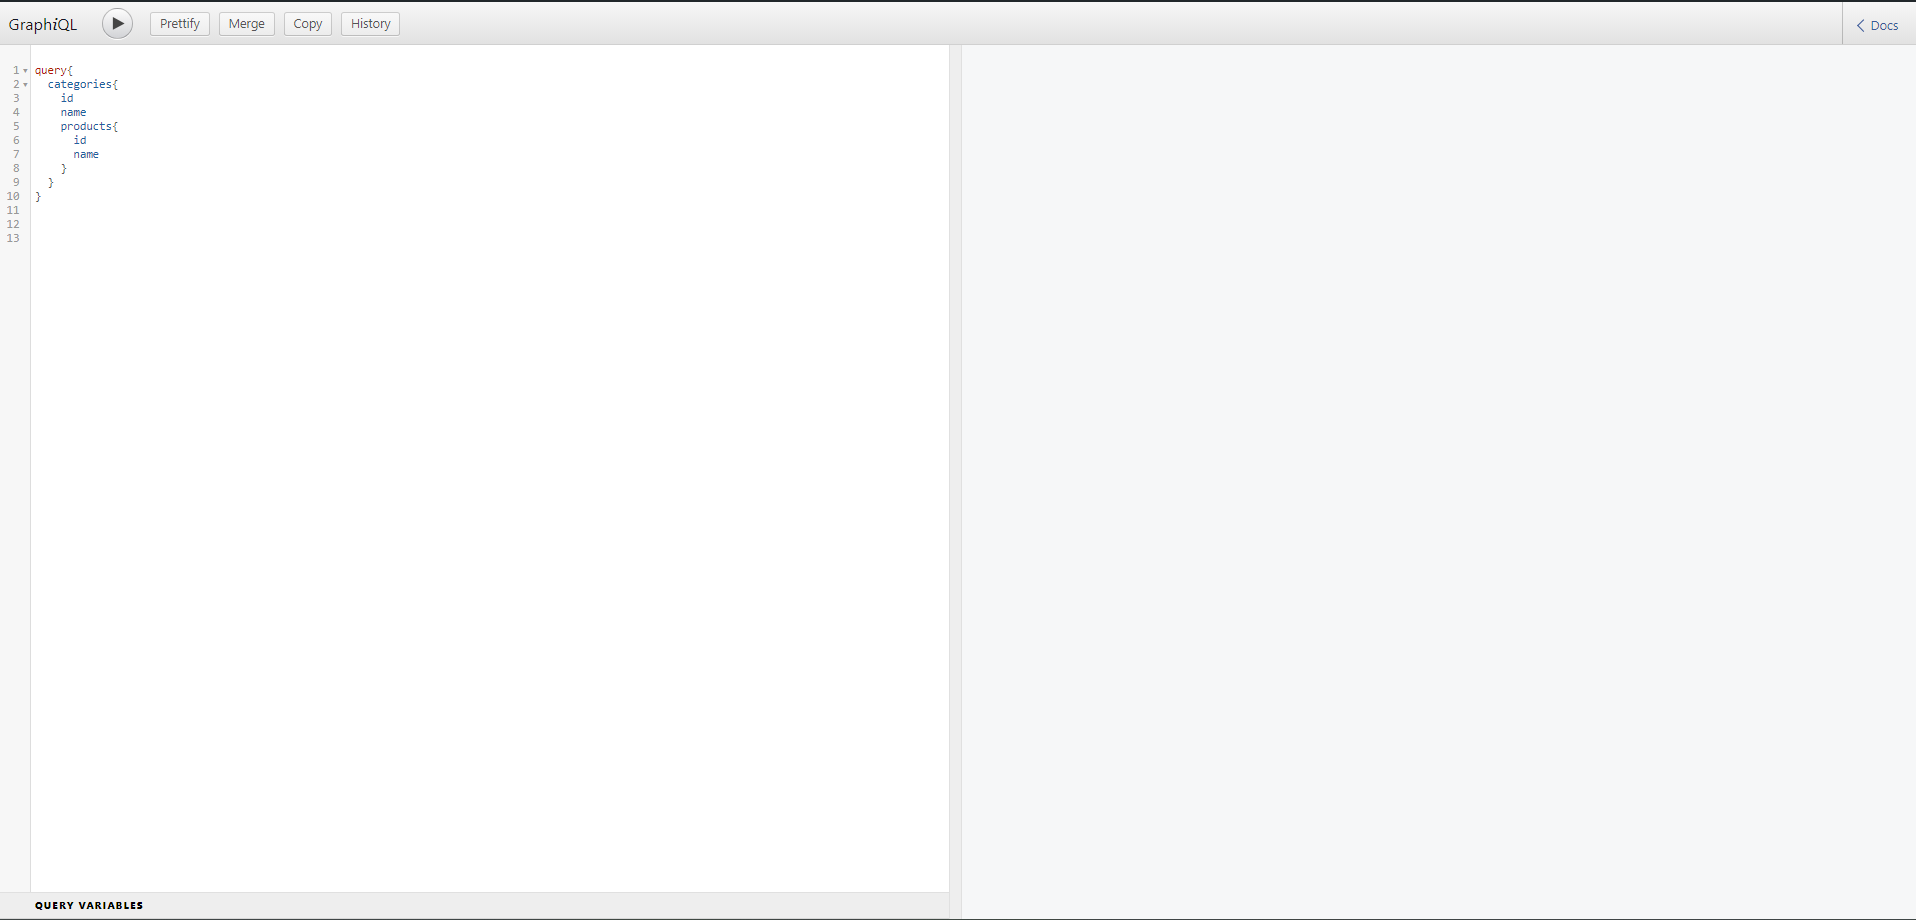 GraphiQL Prettify Merge Copy History Docs
1 query{
2   categories{
3     id
4     name
5     products{
6       id
7       name
8     }
9   }
10 }
11
12
13
QUERY VARIABLES